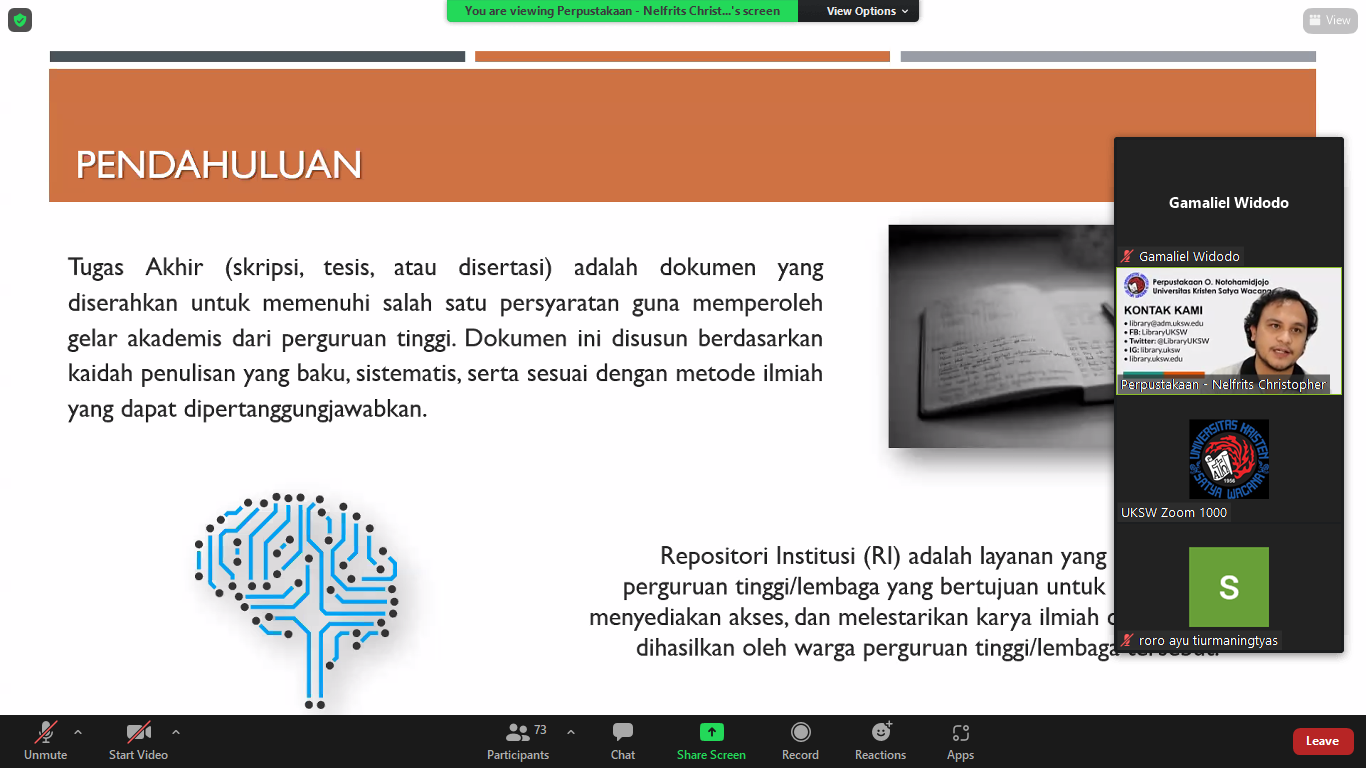 You are viewing Perpustakaan - Nelfrits Christ...'s screen
View Options
View
PENDAHULUAN
Tugas Akhir (skripsi, tesis, atau disertasi) adalah dokumen yang
diserahkan untuk memenuhi salah satu persyaratan guna memperoleh
gelar akademis dari perguruan tinggi. Dokumen ini disusun berdasarkan
kaidah penulisan yang baku, sistematis, serta sesuai dengan metode ilmiah
yang dapat dipertanggungjawabkan.
Repositori Institusi (RI) adalah layanan yang
perguruan tinggi/lembaga yang bertujuan untuk
menyediakan akses, dan melestarikan karya ilmiah
dihasilkan oleh warga perguruan tinggi/lembaga tersebut.
Gamaliel Widodo
Gamaliel Widodo
Perpustakaan O. Notohamidjojo
Universitas Kristen Satya Wacana
KONTAK KAMI
• library@adm.uksw.edu
• FB: LibraryUKSW
• Twitter: @LibraryUKSW
• IG: library.uksw
• library.uksw.edu
Perpustakaan - Nelfrits Christopher
UNIVERSITAS KRISTEN
SATYA WACANA
1956
UKSW Zoom 1000
S
roro ayu tiurmaningtyas
Unmute
Start Video
73
Participants
Chat
Share Screen
Record
Reactions
Apps
Leave